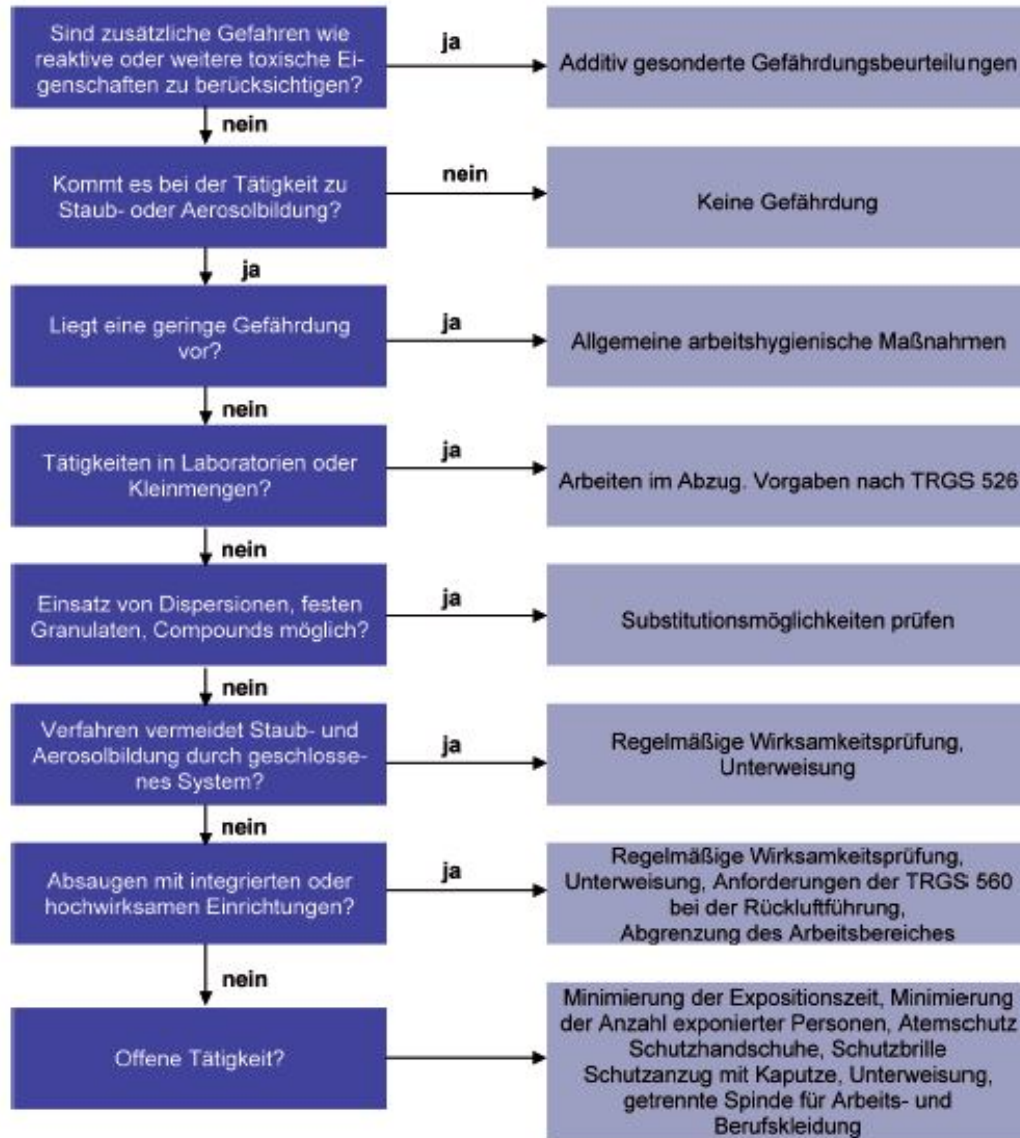 Sind zusätzliche Gefahren wie
reaktive oder weitere toxische Ei-
genschaften zu berücksichtigen?
ja
Additiv gesonderte Gefährdungsbeurteilungen
nein
Kommt es bei der Tätigkeit zu
Staub- oder Aerosolbildung?
nein
Keine Gefährdung
ja
Liegt eine geringe Gefährdung
vor?
ja
Allgemeine arbeitshygienische Maßnahmen
nein
Tätigkeiten in Laboratorien oder
Kleinmengen?
ja
Arbeiten im Abzug. Vorgaben nach TRGS 526
nein
Einsatz von Dispersionen, festen
Granulaten, Compounds möglich?
ja
Substitutionsmöglichkeiten prüfen
nein
Verfahren vermeidet Staub- und
Aerosolbildung durch geschlosse-
nes System?
ja
Regelmäßige Wirksamkeitsprüfung,
Unterweisung
nein
Absaugen mit integrierten oder
hochwirksamen Einrichtungen?
ja
Regelmäßige Wirksamkeitsprüfung,
Unterweisung, Anforderungen der TRGS 560
bei der Rückluftführung,
Abgrenzung des Arbeitsbereiches
nein
Offene Tätigkeit?
Minimierung der Expositionszeit, Minimierung
der Anzahl exponierter Personen, Atemschutz
Schutzhandschuhe, Schutzbrille
Schutzanzug mit Kaputze, Unterweisung,
getrennte Spinde für Arbeits- und
Berufskleidung